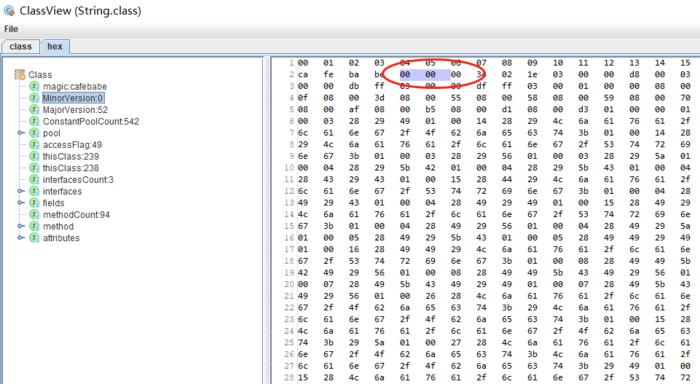 ClassView (String.class)
File
class hex
Class
magic:cafebabe
MinorVersion:0
MajorVersion:52
ConstantPoolCount:542
pool
accessFlag:49
thisClass:239
thisClass:238
interfacesCount:3
interfaces
fields
methodCount:94
method
attributes
1 00 01 02 03 04 05 06 07 08 09 10 11 12 13 14 15
2 ca fe ba be 00 00 00 34 02 1e 03 00 00 d8 00 03
3 00 00 db ff 03 00 00 df ff 03 00 01 00 00 08 00
4 0f 08 00 3d 08 00 55 08 00 58 08 00 59 08 00 72
5 08 00 af 08 00 b5 08 00 d1 08 00 d3 01 00 00 01
6 00 03 28 29 49 01 00 14 28 29 4c 6a 61 76 61 2f
7 6c 61 6e 67 2f 4f 62 6a 65 63 74 3b 01 00 14 28
8 29 4c 6a 61 76 61 2f 6c 61 6e 67 2f 53 74 72 69
9 6e 67 3b 01 00 03 28 29 56 01 00 03 28 29 5a 01
10 00 04 28 29 5b 42 01 00 04 28 29 5b 43 01 00 04
11 28 43 29 43 01 00 15 28 44 29 4c 6a 61 76 61 2f
12 6c 61 6e 67 2f 53 74 72 69 6e 67 3b 01 00 04 28
13 49 29 43 01 00 04 28 49 29 49 01 00 15 28 49 29
14 4c 6a 61 76 61 2f 6c 61 6e 67 2f 53 74 72 69 6e
15 67 3b 01 00 04 28 49 29 56 01 00 04 28 49 29 5a
16 01 00 05 28 49 29 5b 43 01 00 05 28 49 49 29 49
17 01 00 16 28 49 49 29 4c 6a 61 76 61 2f 6c 61 6e
18 67 2f 53 74 72 69 6e 67 3b 01 00 08 28 49 49 5b
19 42 49 29 56 01 00 08 28 49 49 5b 43 49 29 56 01
20 00 07 28 49 5b 43 49 29 49 01 00 07 28 49 5b 43
21 49 29 56 01 00 26 28 4c 6a 61 76 61 2f 6c 61 6e
22 67 2f 4f 62 6a 65 63 74 3b 29 4c 6a 61 76 61 2f
23 6c 61 6e 67 2f 4f 62 6a 65 63 74 3b 01 00 15 28
24 4c 6a 61 76 61 2f 6c 61 6e 67 2f 4f 62 6a 65 63
25 74 3b 29 5a 01 00 27 28 4c 6a 61 76 61 2f 6c 61
26 6e 67 2f 4f 62 6a 65 63 74 3b 4c 6a 61 76 61 2f
27 6c 61 6e 67 2f 4f 62 6a 65 63 74 3b 29 49 01 00
28 15 28 4c 6a 61 76 61 2f 6c 61 6e 67 2f 53 74 72